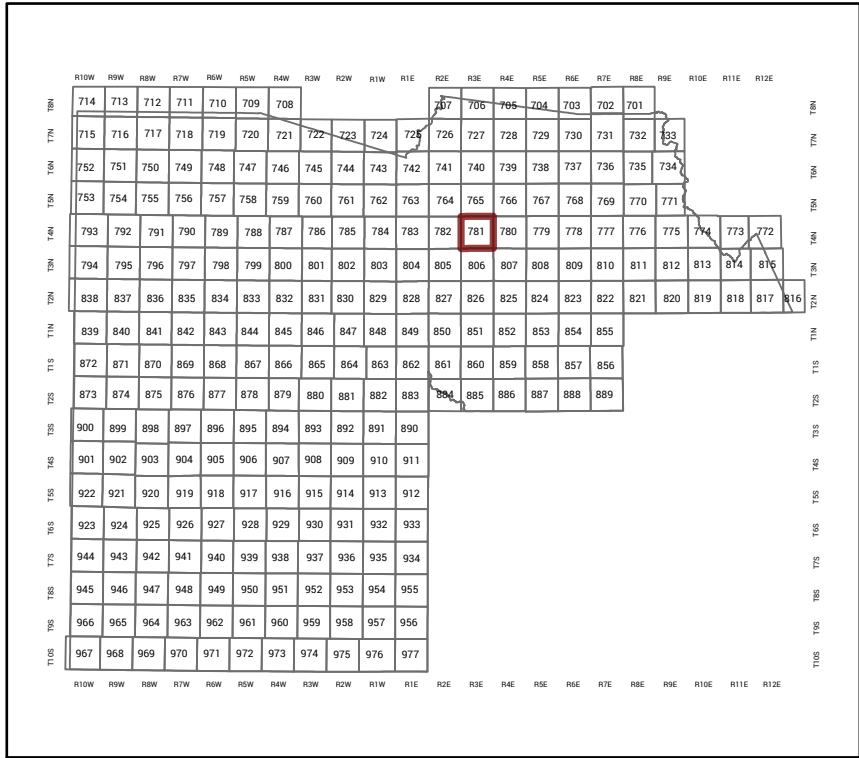 R10W R9W R8W R7W R6W R5W R4W R3W R2W R1W R1E R2E R3E R4E R5E R6E R7E R8E R9E R10E R11E R12E
T8N 714 713 712 711 710 709 708 707 706 705 704 703 702 701 T8N
T7N 715 716 717 718 719 720 721 722 723 724 725 726 727 728 729 730 731 732 733 T7N
T6N 752 751 750 749 748 747 746 745 744 743 742 741 740 739 738 737 736 735 734 T6N
T5N 753 754 755 756 757 758 759 760 761 762 763 764 765 766 767 768 769 770 771 T5N
T4N 793 792 791 790 789 788 787 786 785 784 783 782 781 780 779 778 777 776 775 774 773 772 T4N
T3N 794 795 796 797 798 799 800 801 802 803 804 805 806 807 808 809 810 811 812 813 814 815 T3N
T2N 838 837 836 835 834 833 832 831 830 829 828 827 826 825 824 823 822 821 820 819 818 817 816 T2N
T1N 839 840 841 842 843 844 845 846 847 848 849 850 851 852 853 854 855 T1N
T1S 872 871 870 869 868 867 866 865 864 863 862 861 860 859 858 857 856 T1S
T2S 873 874 875 876 877 878 879 880 881 882 883 884 885 886 887 888 889 T2S
T3S 900 899 898 897 896 895 894 893 892 891 890 T3S
T4S 901 902 903 904 905 906 907 908 909 910 911 T4S
T5S 922 921 920 919 918 917 916 915 914 913 912 T5S
T6S 923 924 925 926 927 928 929 930 931 932 933 T6S
T7S 944 943 942 941 940 939 938 937 936 935 934 T7S
T8S 945 946 947 948 949 950 951 952 953 954 955 T8S
T9S 966 965 964 963 962 961 960 959 958 957 956 T9S
T10S 967 968 969 970 971 972 973 974 975 976 977 T10S
R10W R9W R8W R7W R6W R5W R4W R3W R2W R1W R1E R2E R3E R4E R5E R6E R7E R8E R9E R10E R11E R12E